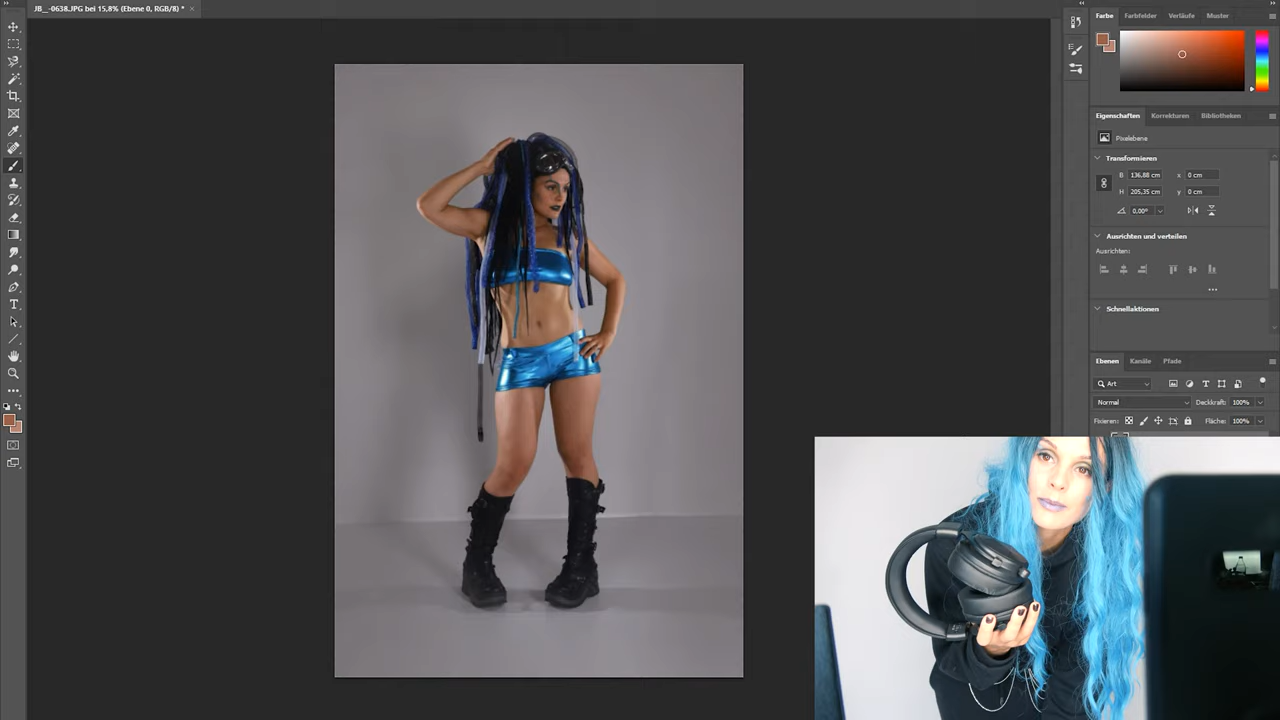 JB__-0638.JPG bei 15,8% (Ebene 0, RGB/8) *
Farbe Farbfelder Verläufe Muster
Eigenschaften Korrekturen Bibliotheken
Pixelebene
Transformieren
B 136,88 cm x 0 cm
H 205,35 cm y 0 cm
0,00°
Ausrichten und verteilen
Ausrichten:
Schnellaktionen
Ebenen Kanäle Pfade
Art
Normal Deckkraft: 100%
Fixieren: Fläche: 100%